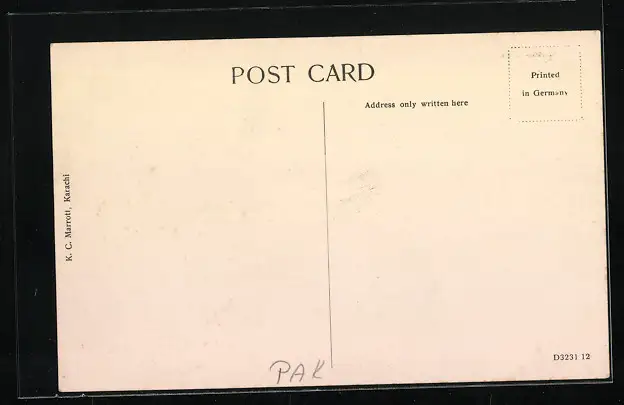 POST CARD
Printed
in Germany
Address only written here
K. C. Marrott, Karachi
D3231 12
PAK